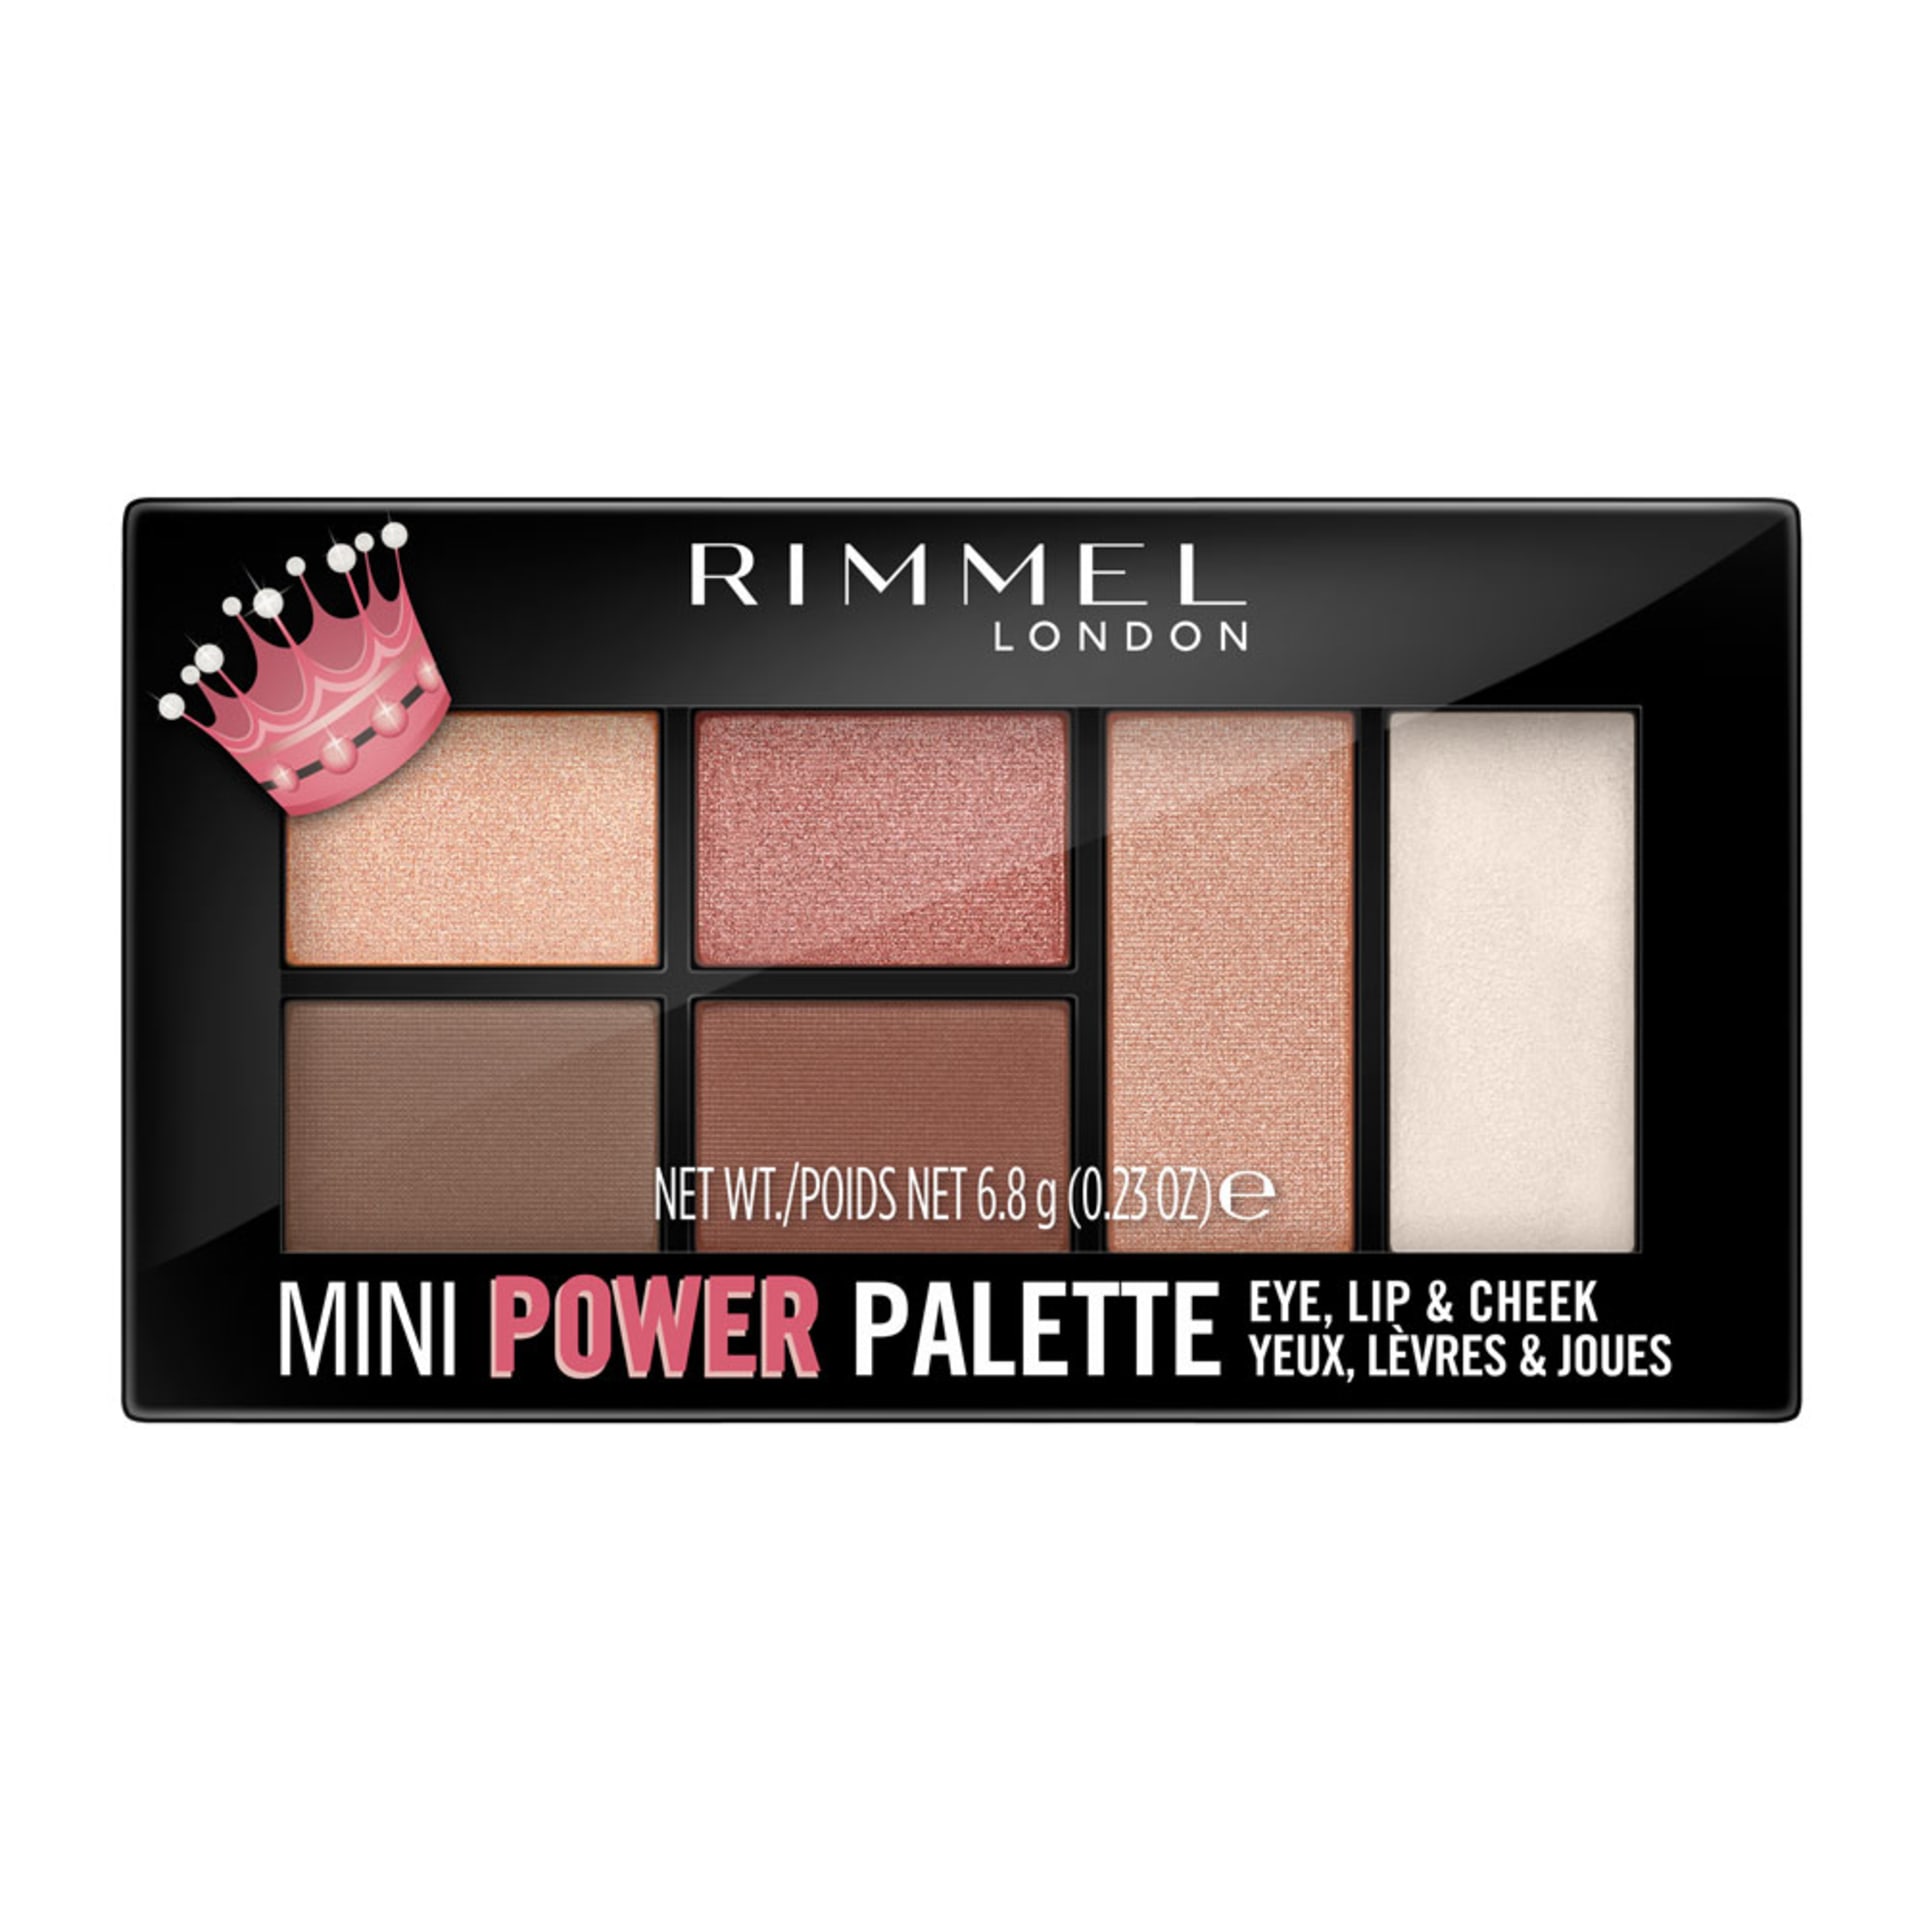 RIMMEL
LONDON
NET WT./POIDS NET 6.8 g (0.23 OZ) ℮
MINI POWER PALETTE
EYE, LIP & CHEEK
YEUX, LÈVRES & JOUES